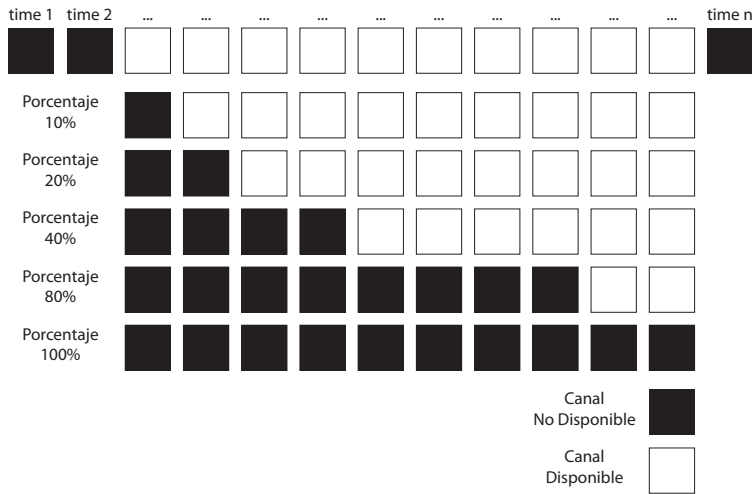 time 1 time 2 ... ... ... ... ... ... ... ... ... ... time n
Porcentaje
10%
Porcentaje
20%
Porcentaje
40%
Porcentaje
80%
Porcentaje
100%
Canal
No Disponible
Canal
Disponible